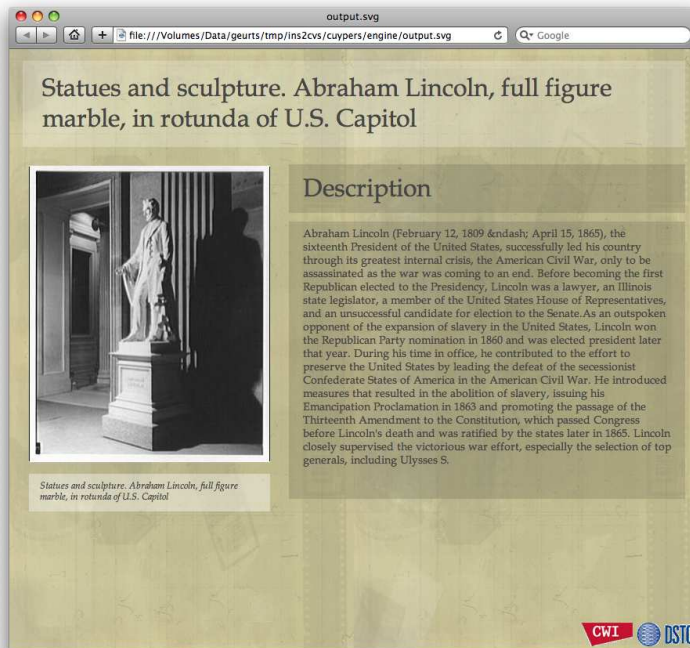 output.svg
file:///Volumes/Data/geurts/tmp/ins2cvs/cuypers/engine/output.svg
Google
Statues and sculpture. Abraham Lincoln, full figure
marble, in rotunda of U.S. Capitol
Description
Abraham Lincoln (February 12, 1809 &ndash; April 15, 1865), the
sixteenth President of the United States, successfully led his country
through its greatest internal crisis, the American Civil War, only to be
assassinated as the war was coming to an end. Before becoming the first
Republican elected to the Presidency, Lincoln was a lawyer, an Illinois
state legislator, a member of the United States House of Representatives,
and an unsuccessful candidate for election to the Senate.As an outspoken
opponent of the expansion of slavery in the United States, Lincoln won
the Republican Party nomination in 1860 and was elected president later
that year. During his time in office, he contributed to the effort to
preserve the United States by leading the defeat of the secessionist
Confederate States of America in the American Civil War. He introduced
measures that resulted in the abolition of slavery, issuing his
Emancipation Proclamation in 1863 and promoting the passage of the
Thirteenth Amendment to the Constitution, which passed Congress
before Lincoln's death and was ratified by the states later in 1865. Lincoln
closely supervised the victorious war effort, especially the selection of top
generals, including Ulysses S.
Statues and sculpture. Abraham Lincoln, full figure
marble, in rotunda of U.S. Capitol
CWI